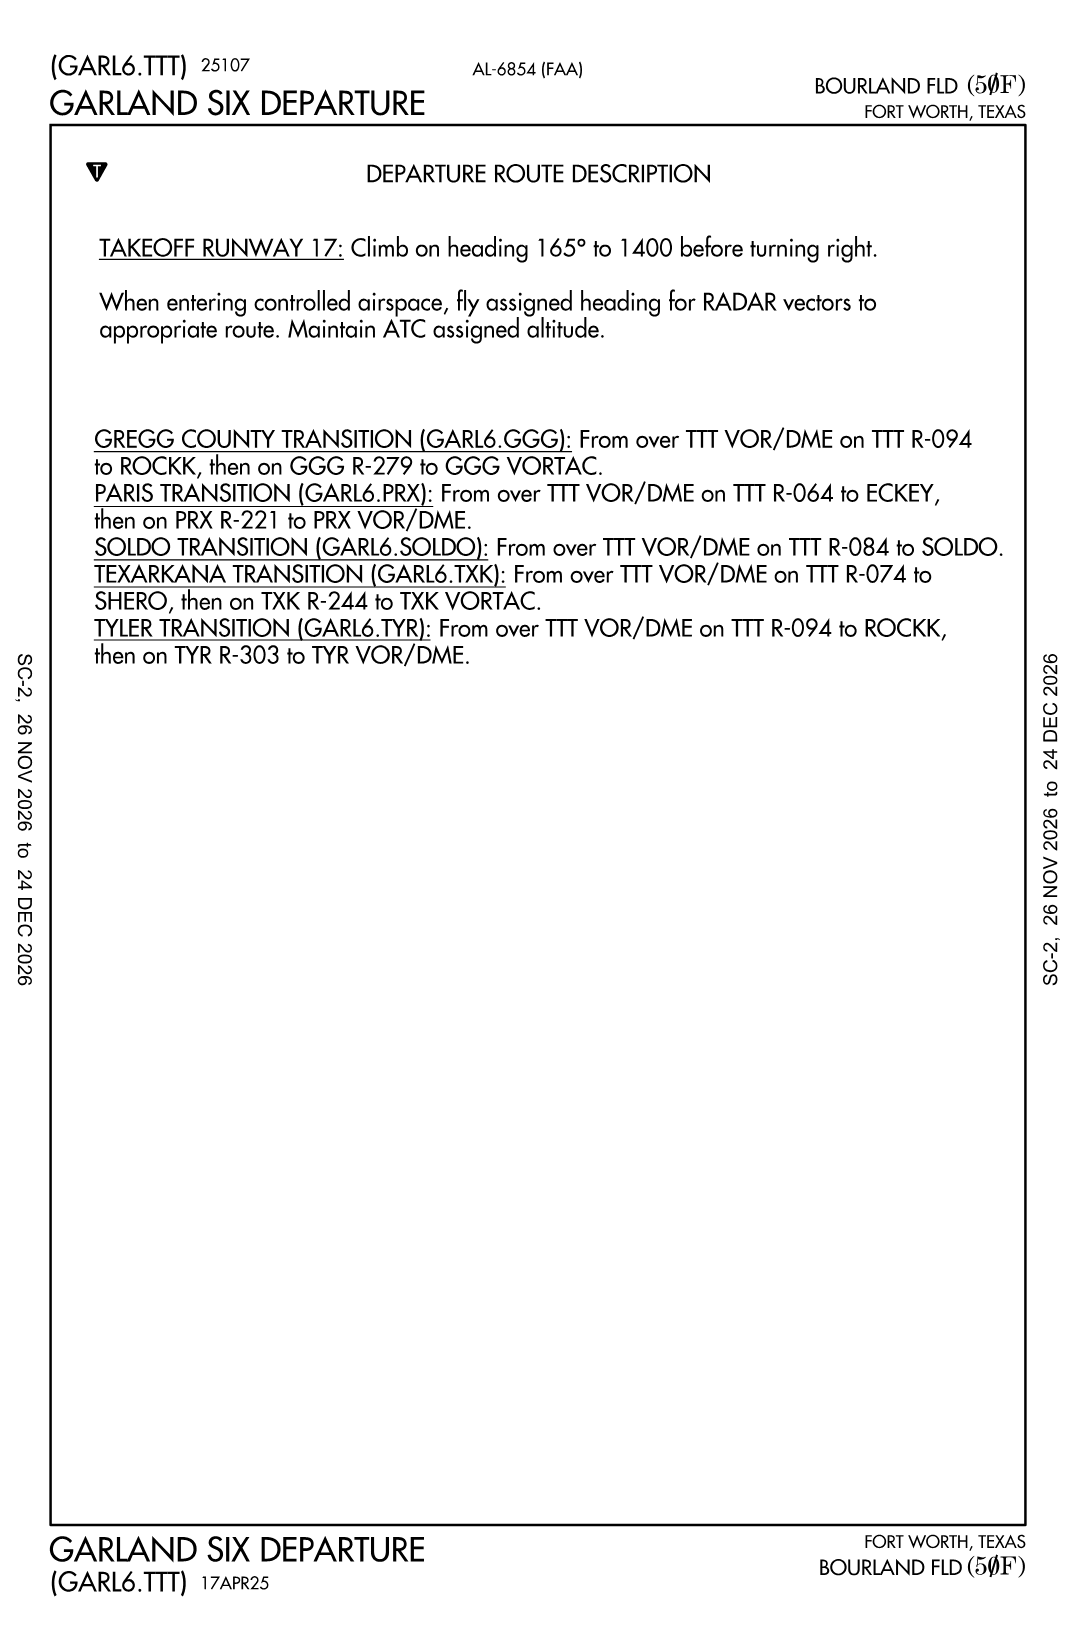 (GARL6.TTT) 25107
AL-6854 (FAA)
BOURLAND FLD (50F)
GARLAND SIX DEPARTURE
FORT WORTH, TEXAS
T
DEPARTURE ROUTE DESCRIPTION
TAKEOFF RUNWAY 17: Climb on heading 165° to 1400 before turning right.
When entering controlled airspace, fly assigned heading for RADAR vectors to
appropriate route. Maintain ATC assigned altitude.
GREGG COUNTY TRANSITION (GARL6.GGG): From over TTT VOR/DME on TTT R-094
to ROCKK, then on GGG R-279 to GGG VORTAC.
PARIS TRANSITION (GARL6.PRX): From over TTT VOR/DME on TTT R-064 to ECKEY,
then on PRX R-221 to PRX VOR/DME.
SOLDO TRANSITION (GARL6.SOLDO): From over TTT VOR/DME on TTT R-084 to SOLDO.
TEXARKANA TRANSITION (GARL6.TXK): From over TTT VOR/DME on TTT R-074 to
SHERO, then on TXK R-244 to TXK VORTAC.
TYLER TRANSITION (GARL6.TYR): From over TTT VOR/DME on TTT R-094 to ROCKK,
then on TYR R-303 to TYR VOR/DME.
SC-2, 26 NOV 2026 to 24 DEC 2026
SC-2, 26 NOV 2026 to 24 DEC 2026
GARLAND SIX DEPARTURE
(GARL6.TTT) 17APR25
FORT WORTH, TEXAS
BOURLAND FLD (50F)